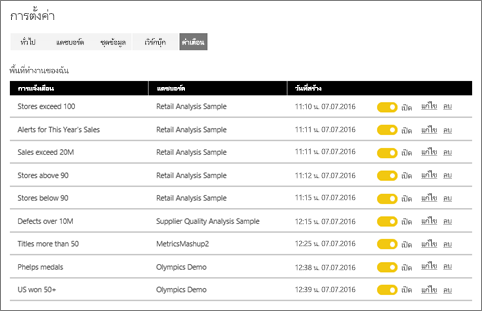 การตั้งค่า
ทั่วไป แดชบอร์ด ชุดข้อมูล เวิร์กบุ๊ก ค่าเตือน
พื้นที่ทำงานของฉัน
การแจ้งเตือน แดชบอร์ด วันที่สร้าง
Stores exceed 100 Retail Analysis Sample 11:10 น. 07.07.2016 เปิด แก้ไข ลบ
Alerts for This Year's Sales Retail Analysis Sample 11:11 น. 07.07.2016 เปิด แก้ไข ลบ
Sales exceed 20M Retail Analysis Sample 11:11 น. 07.07.2016 เปิด แก้ไข ลบ
Stores above 90 Retail Analysis Sample 11:12 น. 07.07.2016 เปิด แก้ไข ลบ
Stores below 90 Retail Analysis Sample 11:15 น. 07.07.2016 เปิด แก้ไข ลบ
Defects over 10M Supplier Quality Analysis Sample 12:15 น. 07.07.2016 เปิด แก้ไข ลบ
Titles more than 50 MetricsMashup2 12:25 น. 07.07.2016 เปิด แก้ไข ลบ
Phelps medals Olympics Demo 12:38 น. 07.07.2016 เปิด แก้ไข ลบ
US won 50+ Olympics Demo 12:39 น. 07.07.2016 เปิด แก้ไข ลบ